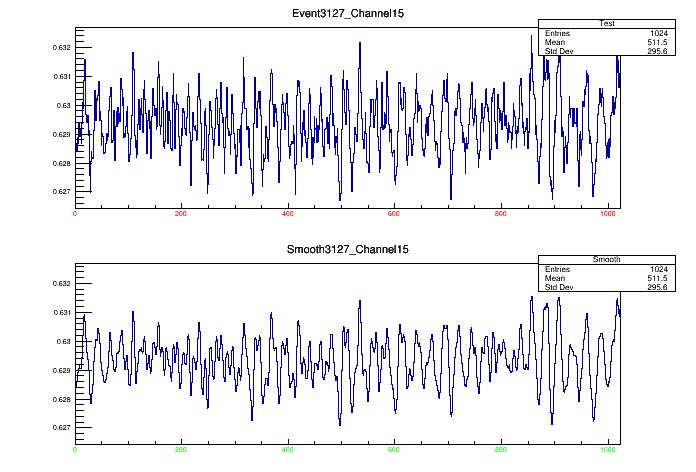 Event3127_Channel15
Test
Entries 1024
Mean 511.5
Std Dev 295.6
0.632
0.631
0.63
0.629
0.628
0.627
0 200 400 600 800 1000
Smooth3127_Channel15
Smooth
Entries 1024
Mean 511.5
Std Dev 295.6
0.632
0.631
0.63
0.629
0.628
0.627
0 200 400 600 800 1000